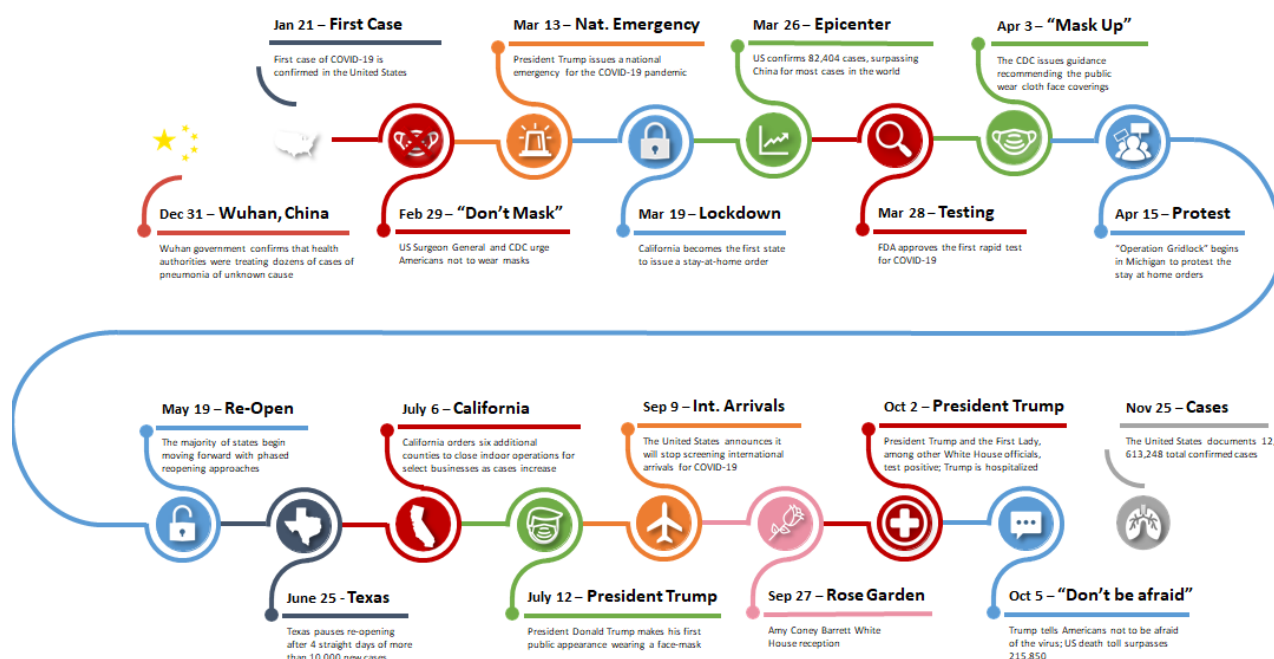 Jan 21 – First Case
First case of COVID-19 is
confirmed in the United States
Mar 13– Nat. Emergency
President Trump issues a national
emergency for the COVID-19 pandemic
Mar 26 – Epicenter
US confirms 82,404 cases, surpassing
China for most cases in the world
Apr 3 – “Mask Up”
The CDC issues guidance
recommending the public
wear cloth face coverings
Dec 31 – Wuhan, China
Wuhan government confirms that health
authorities were treating dozens of cases of
pneumonia of unknown cause
Feb 29 – “Don’t Mask”
US Surgeon General and CDC urge
Americans not to wear masks
Mar 19 – Lockdown
California becomes the first state
to issue a stay-at-home order
Mar 28 – Testing
FDA approves the first rapid test
for COVID-19
Apr 15 – Protest
“Operation Gridlock” begins
in Michigan to protest the
stay at home orders
May 19 – Re-Open
The majority of states begin
moving forward with phased
reopening approaches
July 6 – California
California orders six additional
counties to close indoor operations for
select businesses as cases increase
Sep 9 – Int. Arrivals
The United States announces it
will stop screening international
arrivals for COVID-19
Oct 2 – President Trump
President Trump and the First Lady,
among other White House officials,
test positive; Trump is hospitalized
Nov 25 – Cases
The United States documents 12,
613,248 total confirmed cases
June 25 - Texas
Texas pauses re-opening
after 4 straight days of more
than 10,000 new cases
July 12 – President Trump
President Donald Trump makes his first
public appearance wearing a face-mask
Sep 27 – Rose Garden
Amy Coney Barrett White
House reception
Oct 5 – “Don’t be afraid”
Trump tells Americans not to be afraid
of the virus; US death toll surpasses
215,850